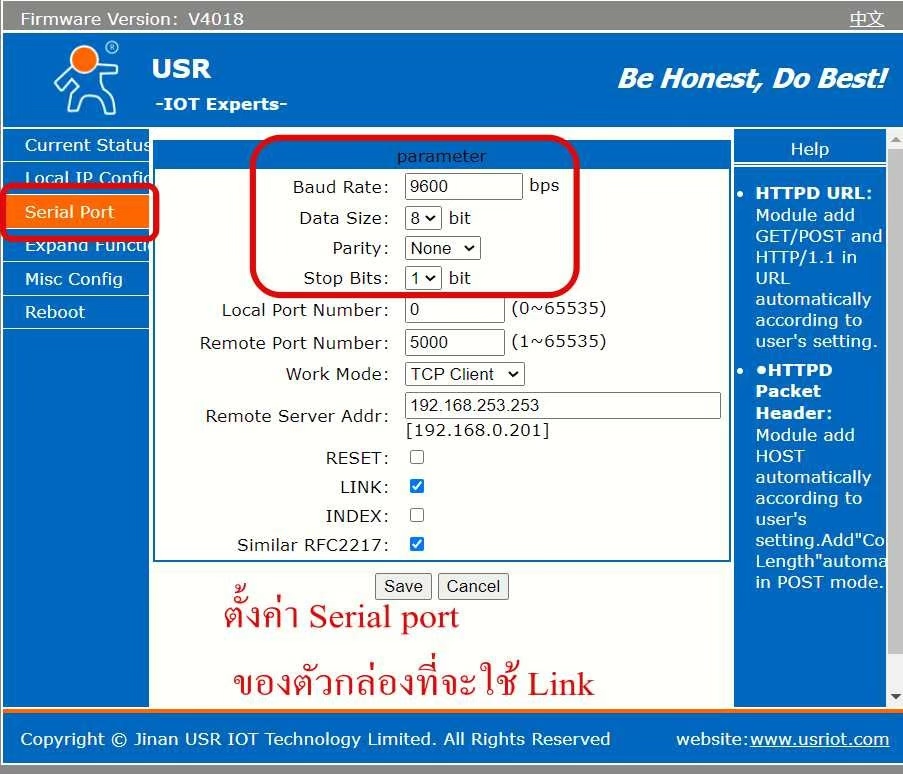 Firmware Version: V4018
中文
®
USR
-IOT Experts-
Be Honest, Do Best!
Current Status
Local IP Config
Serial Port
Expand Functi
Misc Config
Reboot
parameter
Baud Rate: 9600 bps
Data Size: 8 bit
Parity: None
Stop Bits: 1 bit
Local Port Number: 0 (0~65535)
Remote Port Number: 5000 (1~65535)
Work Mode: TCP Client
Remote Server Addr: 192.168.253.253
[192.168.0.201]
RESET:
LINK:
INDEX:
Similar RFC2217:
Save Cancel
ตั้งค่า Serial port
ของตัวกล่องที่จะใช้ Link
Help
• HTTPD URL:
Module add
GET/POST and
HTTP/1.1 in
URL
automatically
according to
user's setting.
• ●HTTPD
Packet
Header:
Module add
HOST
automatically
according to
user's
setting.Add"Co
Length"automa
in POST mode.
Copyright © Jinan USR IOT Technology Limited. All Rights Reserved
website:www.usriot.com